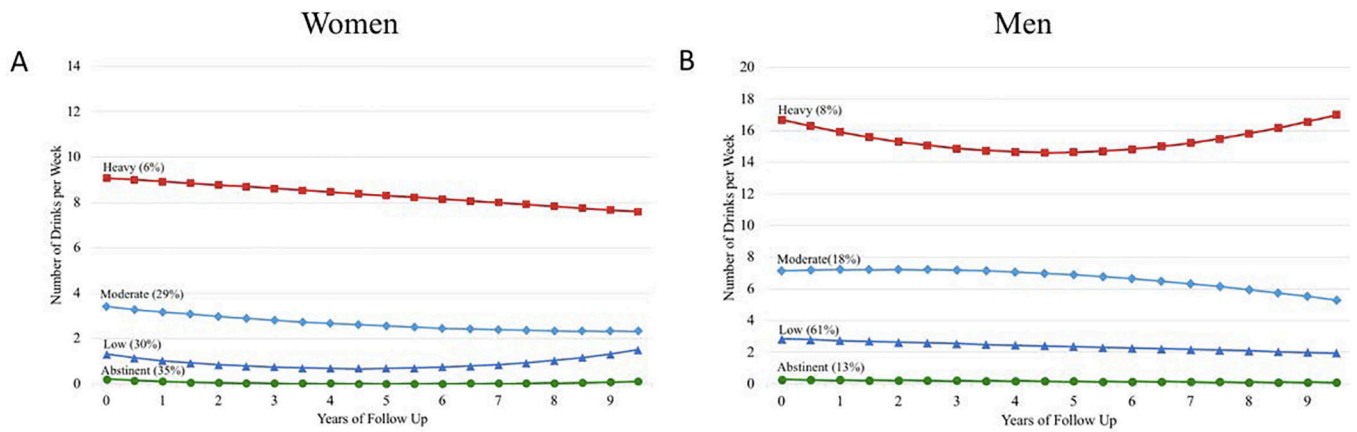 Women
Men
A
B
Number of Drinks per Week
14
12
10
8
6
4
2
0
Heavy (6%)
Moderate (29%)
Low (30%)
Abstinent (35%)
0 1 2 3 4 5 6 7 8 9
Years of Follow Up
Number of Drinks per Week
20
18
16
14
12
10
8
6
4
2
0
Heavy (8%)
Moderate(18%)
Low (61%)
Abstinent (13%)
0 1 2 3 4 5 6 7 8 9
Years of Follow Up